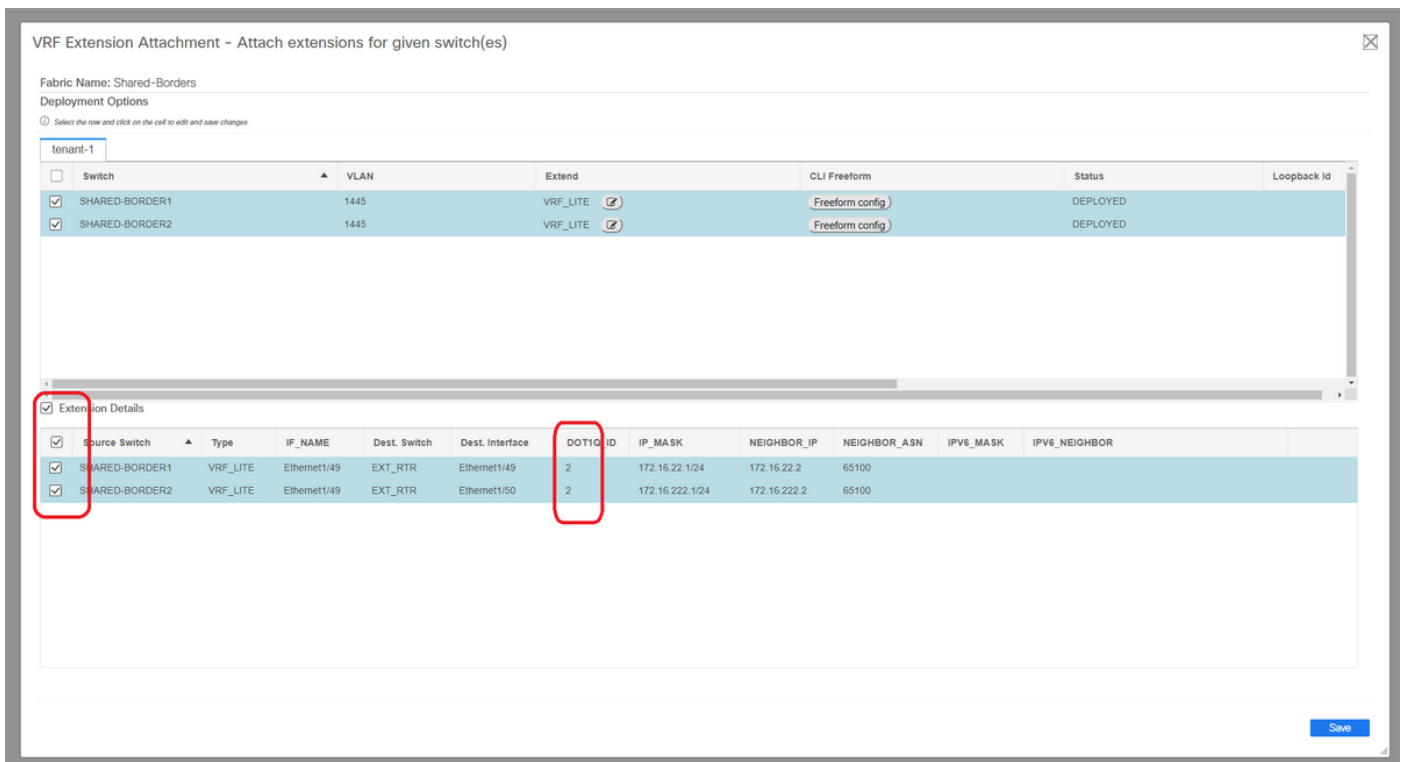 VRF Extension Attachment - Attach extensions for given switch(es)
Fabric Name: Shared-Borders
Deployment Options
Select the row and click on the cell to edit and save changes
tenant-1
Switch VLAN Extend CLI Freeform Status Loopback Id
SHARED-BORDER1 1445 VRF_LITE Freeform config DEPLOYED
SHARED-BORDER2 1445 VRF_LITE Freeform config DEPLOYED
Extension Details
Source Switch Type IF_NAME Dest. Switch Dest. Interface DOT1Q_ID IP_MASK NEIGHBOR_IP NEIGHBOR_ASN IPV6_MASK IPV6_NEIGHBOR
SHARED-BORDER1 VRF_LITE Ethernet1/49 EXT_RTR Ethernet1/49 2 172.16.22.1/24 172.16.22.2 65100
SHARED-BORDER2 VRF_LITE Ethernet1/49 EXT_RTR Ethernet1/50 2 172.16.222.1/24 172.16.222.2 65100
Save